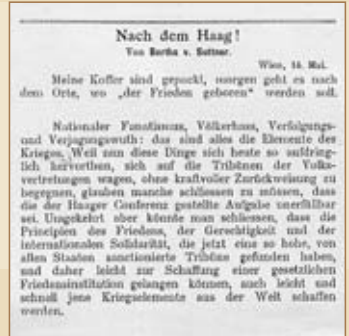 Nach dem Haag!
Von Bertha v. Suttner.
Wien, 14. Mai.
Meine Koffer sind gepackt, morgen geht es nach
dem Orte, wo „der Frieden geboren“ werden soll.
Nationaler Fanatismus, Völkerhass, Verfolgungs-
und Verjagungswuth: das sind alles die Elemente des
Krieges. Weil nun diese Dinge sich heute so aufdring-
lich hervorthun, sich auf die Tribünen der Volks-
vertretungen wagen, ohne kraftvoller Zurückweisung zu
begegnen, glauben manche schliessen zu müssen, dass
die der Haager Conferenz gestellte Aufgabe unerfüllbar
sei. Umgekehrt aber könnte man schliessen, dass die
Principien des Friedens, der Gerechtigkeit und der
internationalen Solidarität, die jetzt eine so hohe, von
allen Staaten sanctionierte Tribüne gefunden haben,
und daher leicht zur Schaffung einer gesetzlichen
Friedensinstitution gelangen können, auch leicht und
schnell jene Kriegselemente aus der Welt schaffen
werden.